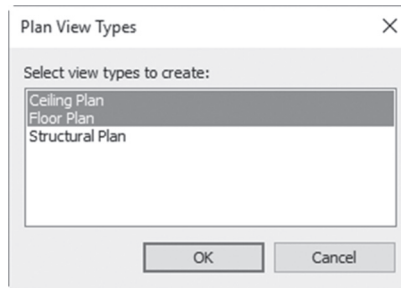 Plan View Types
Select view types to create:
Ceiling Plan
Floor Plan
Structural Plan
OK
Cancel